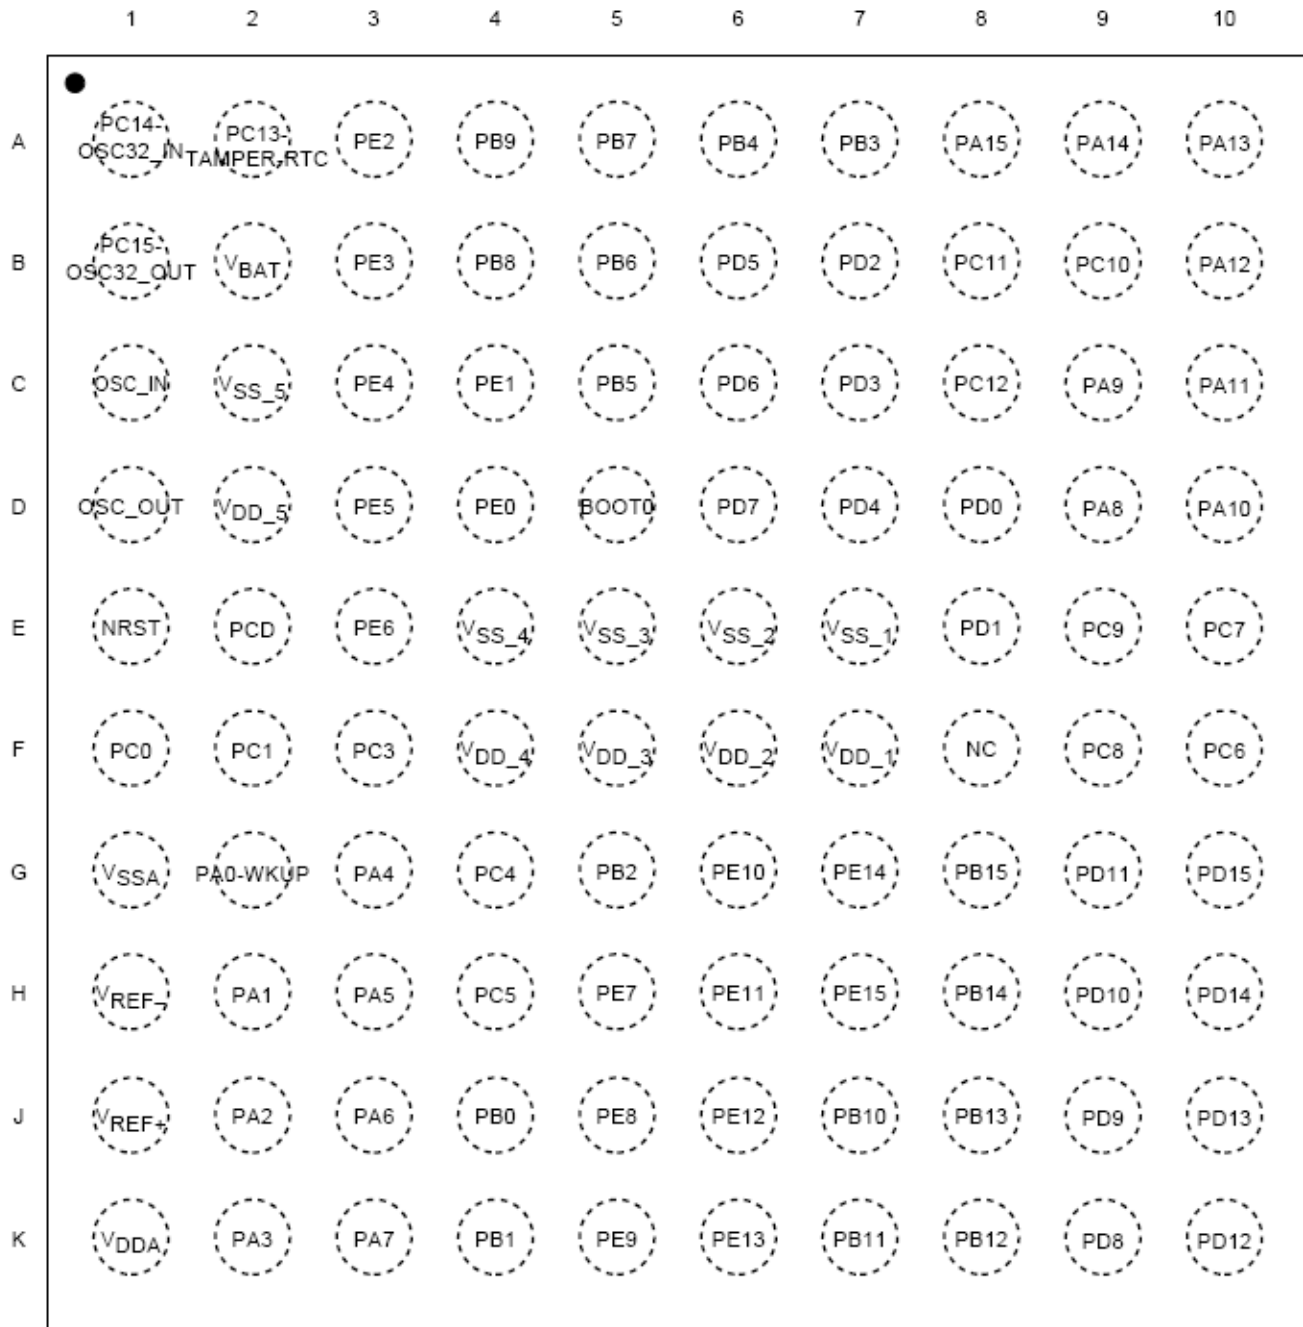 1 2 3 4 5 6 7 8 9 10
A PC14-OSC32_IN PC13-TAMPER-RTC PE2 PB9 PB7 PB4 PB3 PA15 PA14 PA13
B PC15-OSC32_OUT VBAT PE3 PB8 PB6 PD5 PD2 PC11 PC10 PA12
C OSC_IN VSS_5 PE4 PE1 PB5 PD6 PD3 PC12 PA9 PA11
D OSC_OUT VDD_5 PE5 PE0 BOOT0 PD7 PD4 PD0 PA8 PA10
E NRST PCD PE6 VSS_4 VSS_3 VSS_2 VSS_1 PD1 PC9 PC7
F PC0 PC1 PC3 VDD_4 VDD_3 VDD_2 VDD_1 NC PC8 PC6
G VSSA PA0-WKUP PA4 PC4 PB2 PE10 PE14 PB15 PD11 PD15
H VREF– PA1 PA5 PC5 PE7 PE11 PE15 PB14 PD10 PD14
J VREF+ PA2 PA6 PB0 PE8 PE12 PB10 PB13 PD9 PD13
K VDDA PA3 PA7 PB1 PE9 PE13 PB11 PB12 PD8 PD12